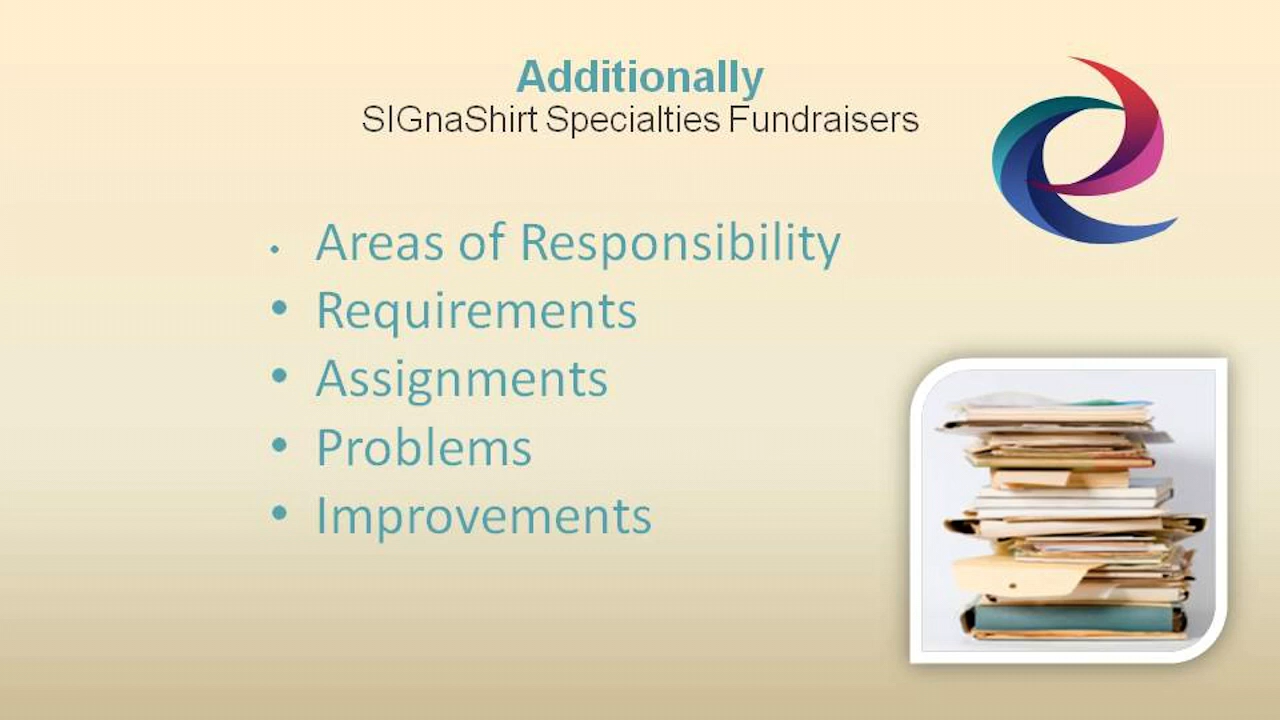 Additionally
SIGnaShirt Specialties Fundraisers
• Areas of Responsibility
• Requirements
• Assignments
• Problems
• Improvements